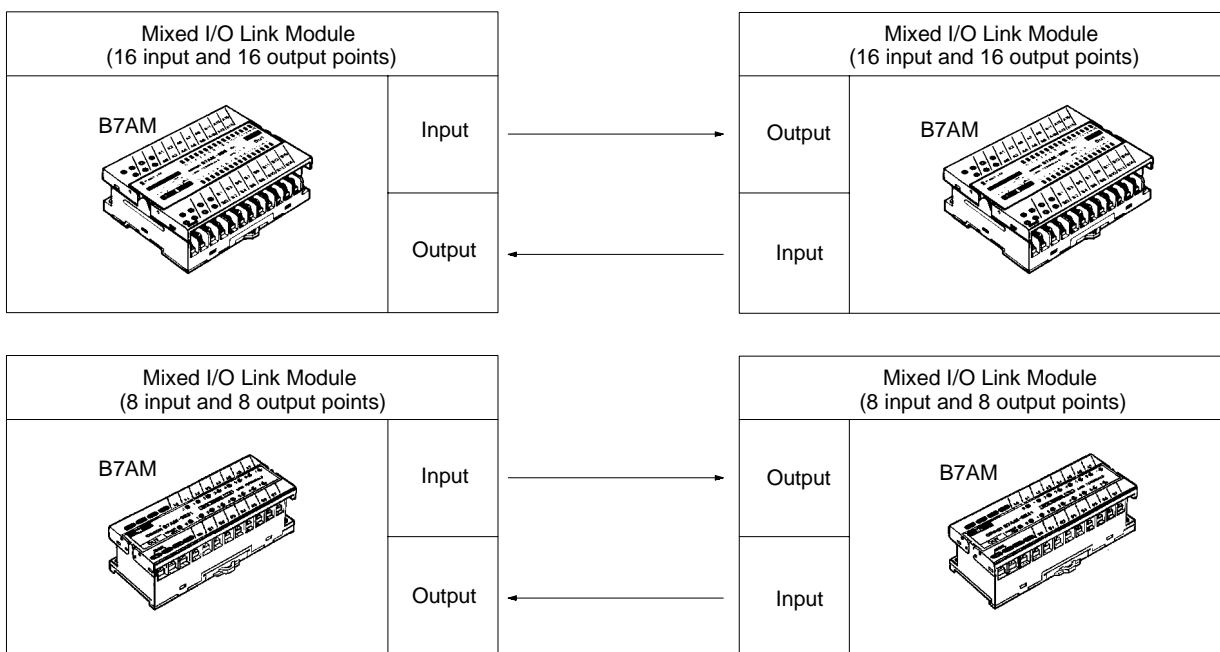 Mixed I/O Link Module
(16 input and 16 output points)
B7AM
Input
Output
Mixed I/O Link Module
(16 input and 16 output points)
Output
B7AM
Input
Mixed I/O Link Module
(8 input and 8 output points)
B7AM
Input
Output
Mixed I/O Link Module
(8 input and 8 output points)
Output
B7AM
Input